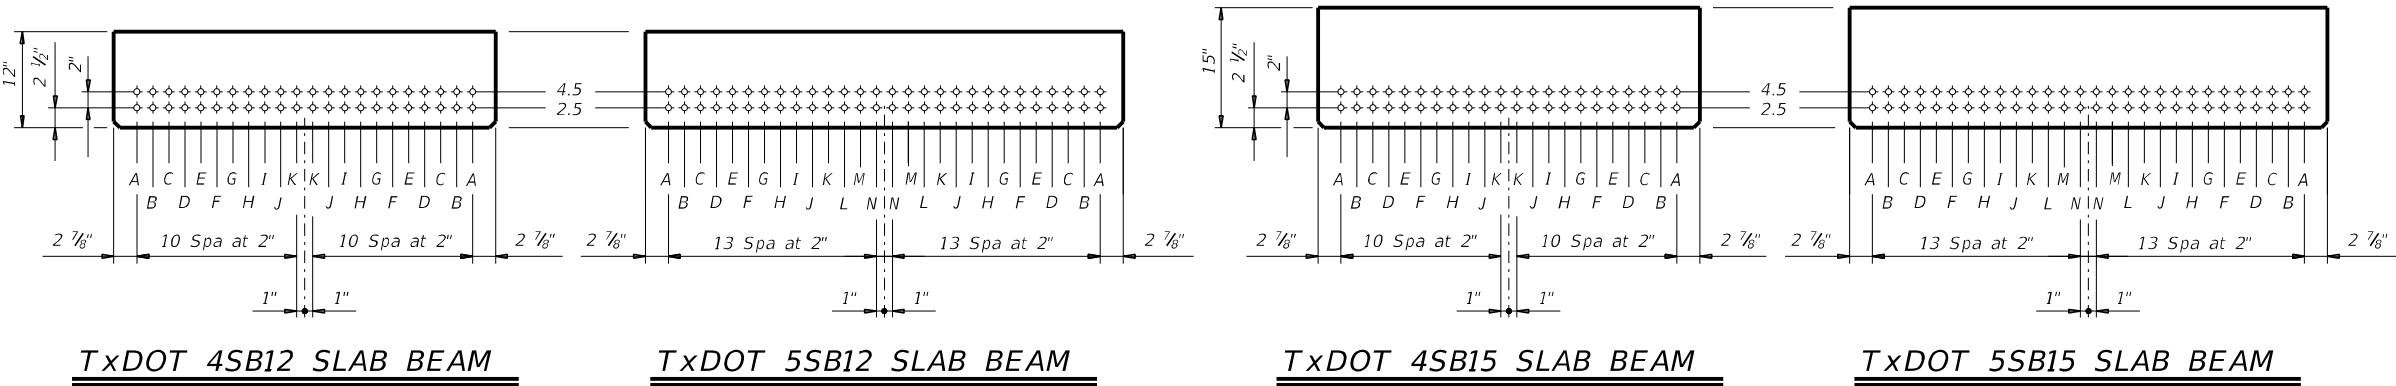 12"
2 ½"
2"
4.5
2.5
A C E G I K K I G E C A
B D F H J J H F D B
2 ⅞" 10 Spa at 2" 10 Spa at 2" 2 ⅞"
1" 1"
TxDOT 4SB12 SLAB BEAM
A C E G I K M M K I G E C A
B D F H J L N N L J H F D B
2 ⅞" 13 Spa at 2" 13 Spa at 2" 2 ⅞"
1" 1"
TxDOT 5SB12 SLAB BEAM
15"
2 ½"
2"
4.5
2.5
A C E G I K K I G E C A
B D F H J J H F D B
2 ⅞" 10 Spa at 2" 10 Spa at 2" 2 ⅞"
1" 1"
TxDOT 4SB15 SLAB BEAM
A C E G I K M M K I G E C A
B D F H J L N N L J H F D B
2 ⅞" 13 Spa at 2" 13 Spa at 2" 2 ⅞"
1" 1"
TxDOT 5SB15 SLAB BEAM